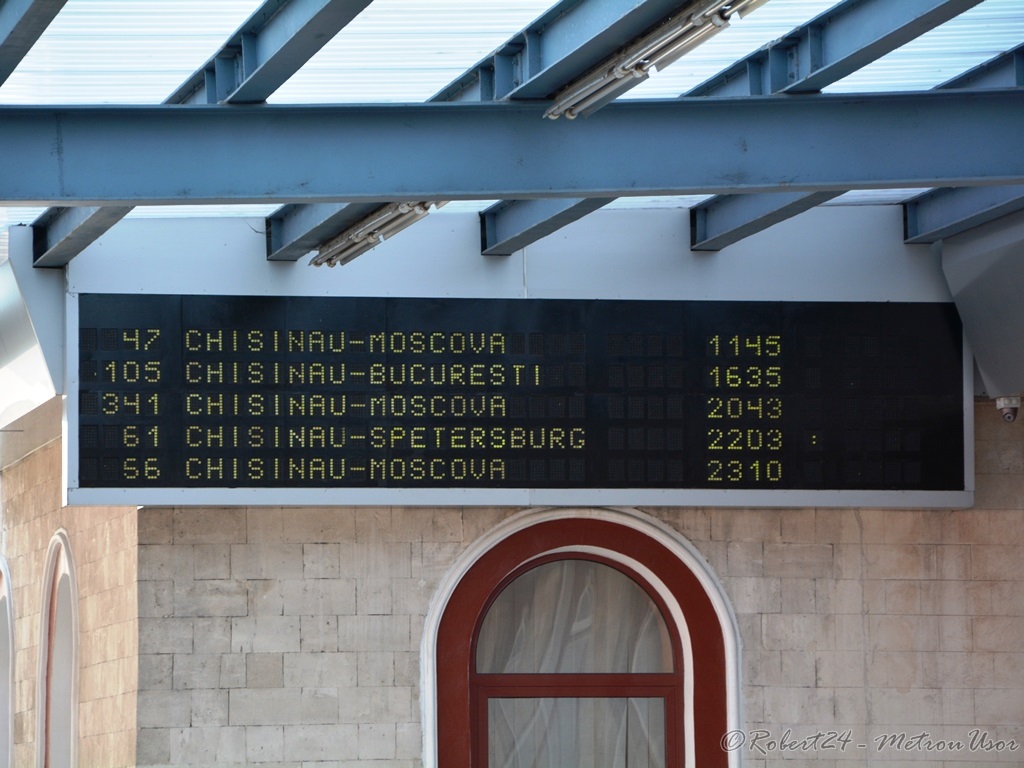 47 CHISINAU-MOSCOVA 1145
105 CHISINAU-BUCURESTI 1635
341 CHISINAU-MOSCOVA 2043
61 CHISINAU-SPETERSBURG 2203 :
56 CHISINAU-MOSCOVA 2310
©Robert24 - Metrou Usor